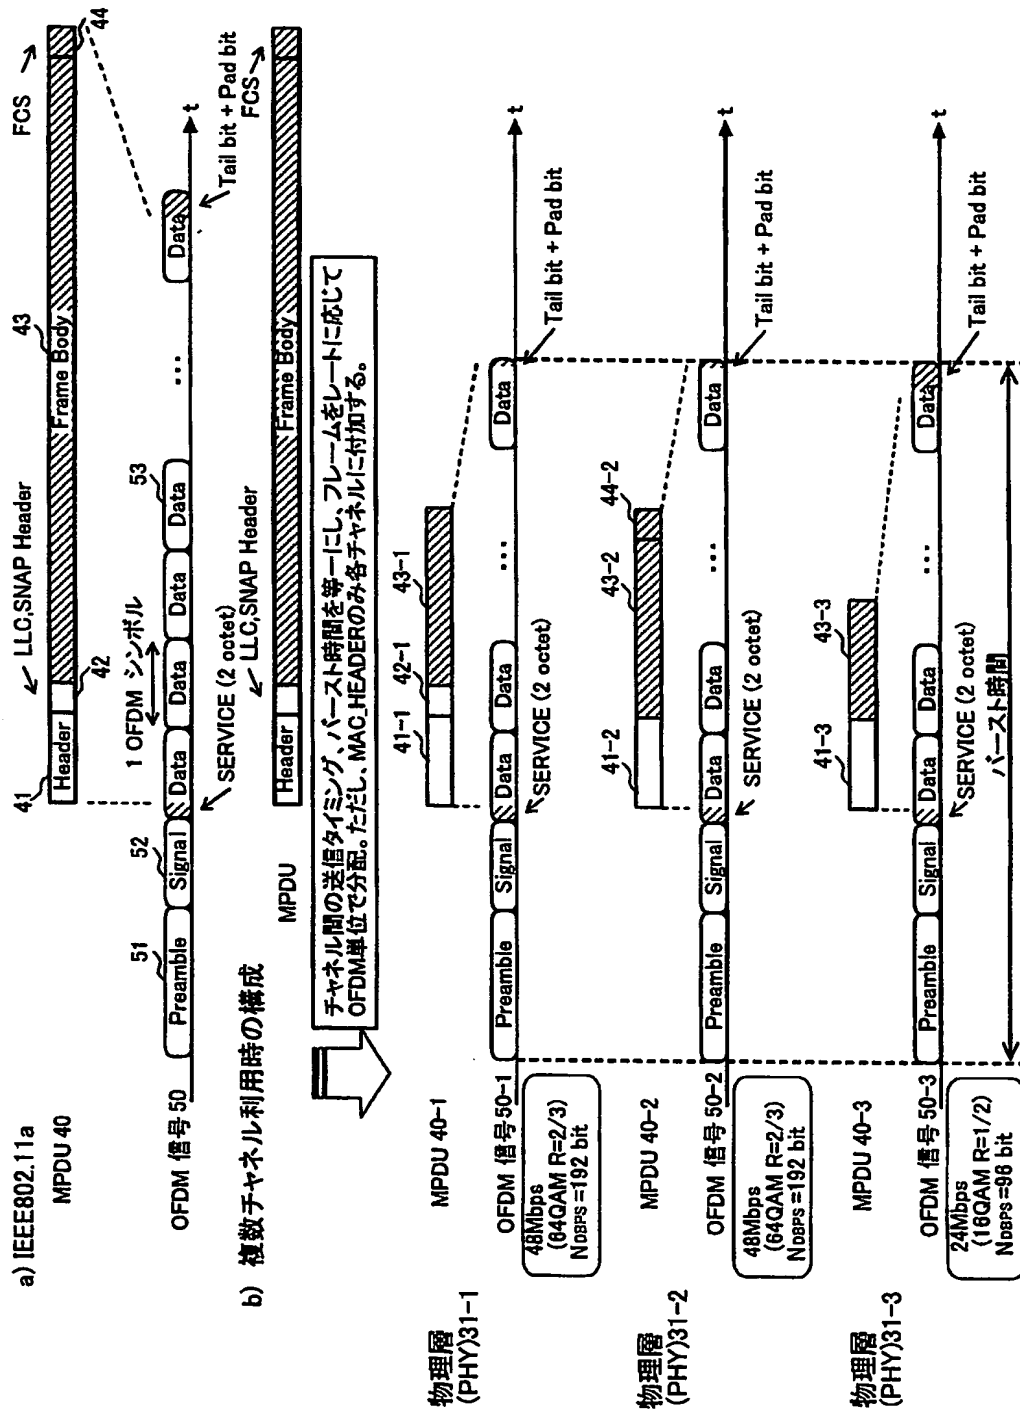 a) IEEE802.11a
LLC,SNAP Header
FCS
41
42
43
44
MPDU 40
Header
Frame Body
1 OFDM シンボル
51
52
53
OFDM 信号 50
Preamble
Signal
Data
Data
Data
Data
...
Data
t
SERVICE (2 octet)
Tail bit + Pad bit
b) 複数チャネル利用時の構成
LLC,SNAP Header
FCS
MPDU
Header
Frame Body
チャネル間の送信タイミング、バースト時間を等一にし、フレームをレートに応じて
OFDM単位で分配。ただし、MAC,HEADERのみ各チャネルに付加する。
物理層
(PHY)31-1
MPDU 40-1
41-1
42-1
43-1
OFDM 信号 50-1
Preamble
Signal
Data
Data
...
Data
t
48Mbps
(64QAM R=2/3)
NDBPS =192 bit
SERVICE (2 octet)
Tail bit + Pad bit
物理層
(PHY)31-2
MPDU 40-2
41-2
43-2
44-2
OFDM 信号 50-2
Preamble
Signal
Data
Data
...
Data
t
48Mbps
(64QAM R=2/3)
NDBPS =192 bit
SERVICE (2 octet)
Tail bit + Pad bit
物理層
(PHY)31-3
MPDU 40-3
41-3
43-3
OFDM 信号 50-3
Preamble
Signal
Data
Data
...
Data
t
24Mbps
(16QAM R=1/2)
NDBPS =96 bit
SERVICE (2 octet)
Tail bit + Pad bit
バースト時間